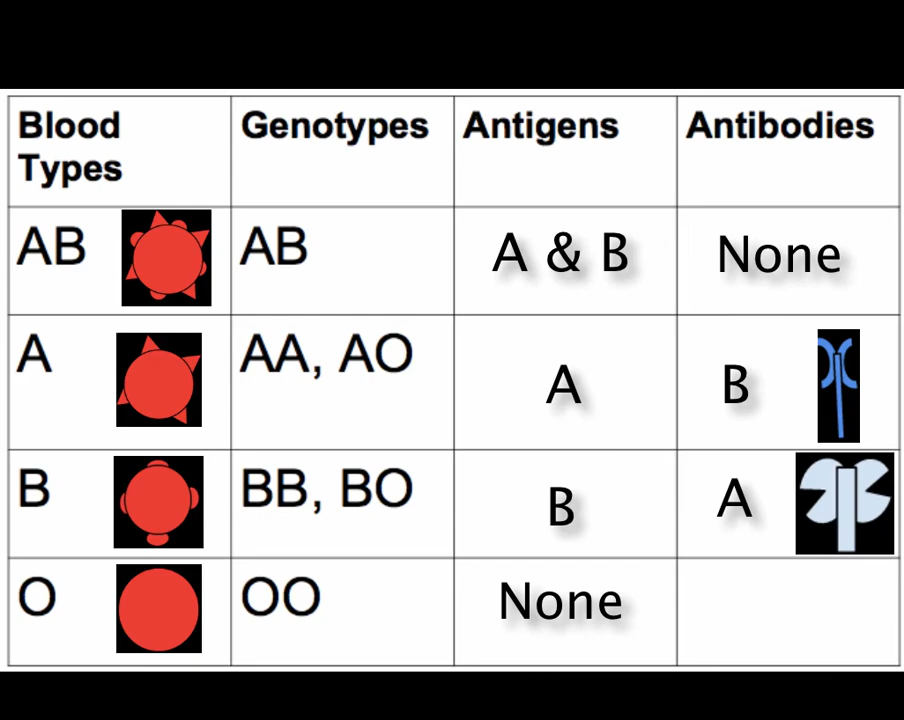 Blood Types Genotypes Antigens Antibodies
AB AB A & B None
A AA, AO A B
B BB, BO B A
O OO None